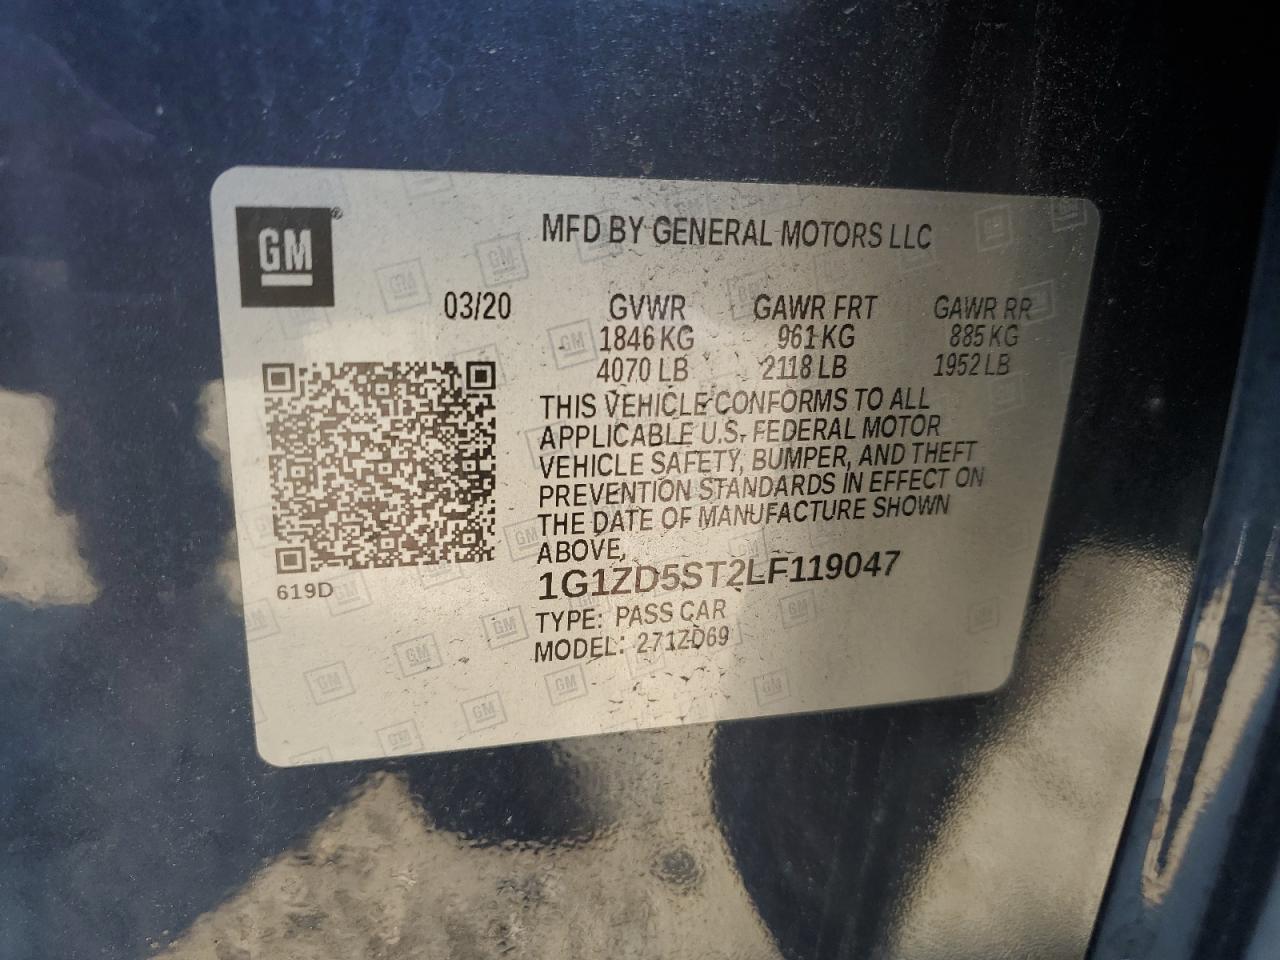 GM
MFD BY GENERAL MOTORS LLC
03/20 GVWR GAWR FRT GAWR RR
1846 KG 961 KG 885 KG
4070 LB 2118 LB 1952 LB
THIS VEHICLE CONFORMS TO ALL
APPLICABLE U.S. FEDERAL MOTOR
VEHICLE SAFETY, BUMPER, AND THEFT
PREVENTION STANDARDS IN EFFECT ON
THE DATE OF MANUFACTURE SHOWN
ABOVE.
619D
1G1ZD5ST2LF119047
TYPE: PASS CAR
MODEL: 271ZD69